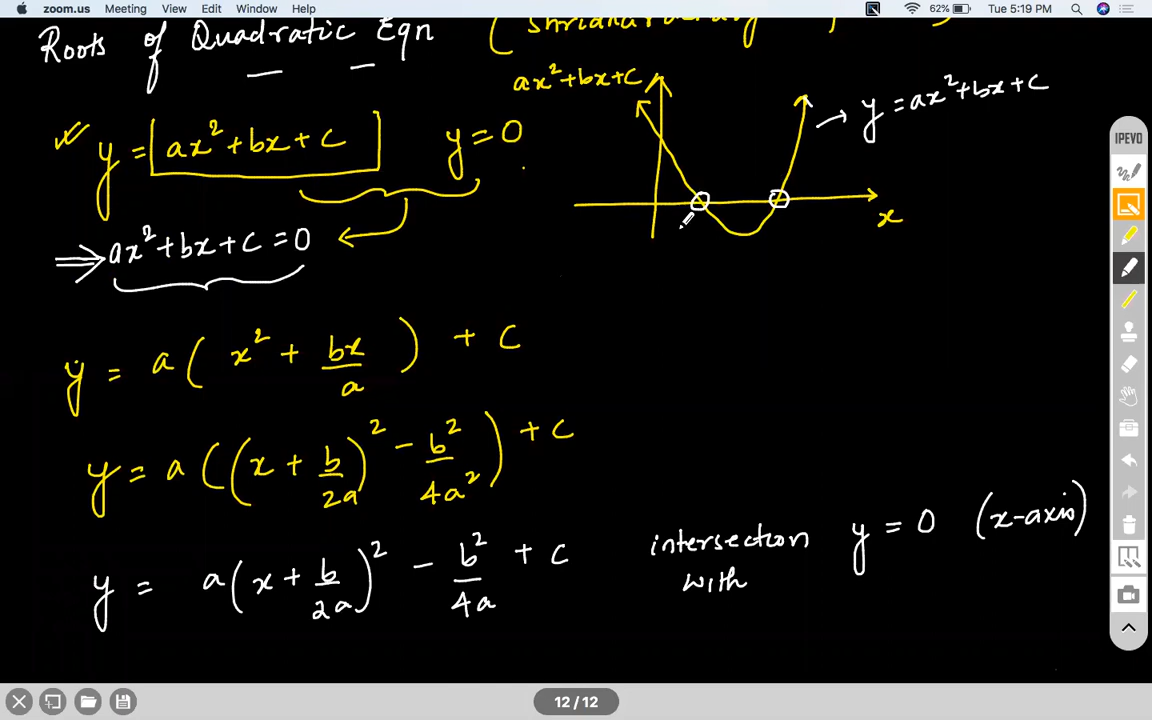 zoom.us Meeting View Edit Window Help 62% Tue 5:19 PM
Roots of Quadratic Eqn
ax²+bx+c
y = ax²+bx+c
y = ax²+bx+c y = 0
x
⇒ ax²+bx+c = 0
y = a( x² + bx/a ) + c
y = a((x + b/2a)² − b²/4a²) + c
y = a(x + b/2a)² − b²/4a + c
intersection with y = 0 (x-axis)
IPEVO
12/12